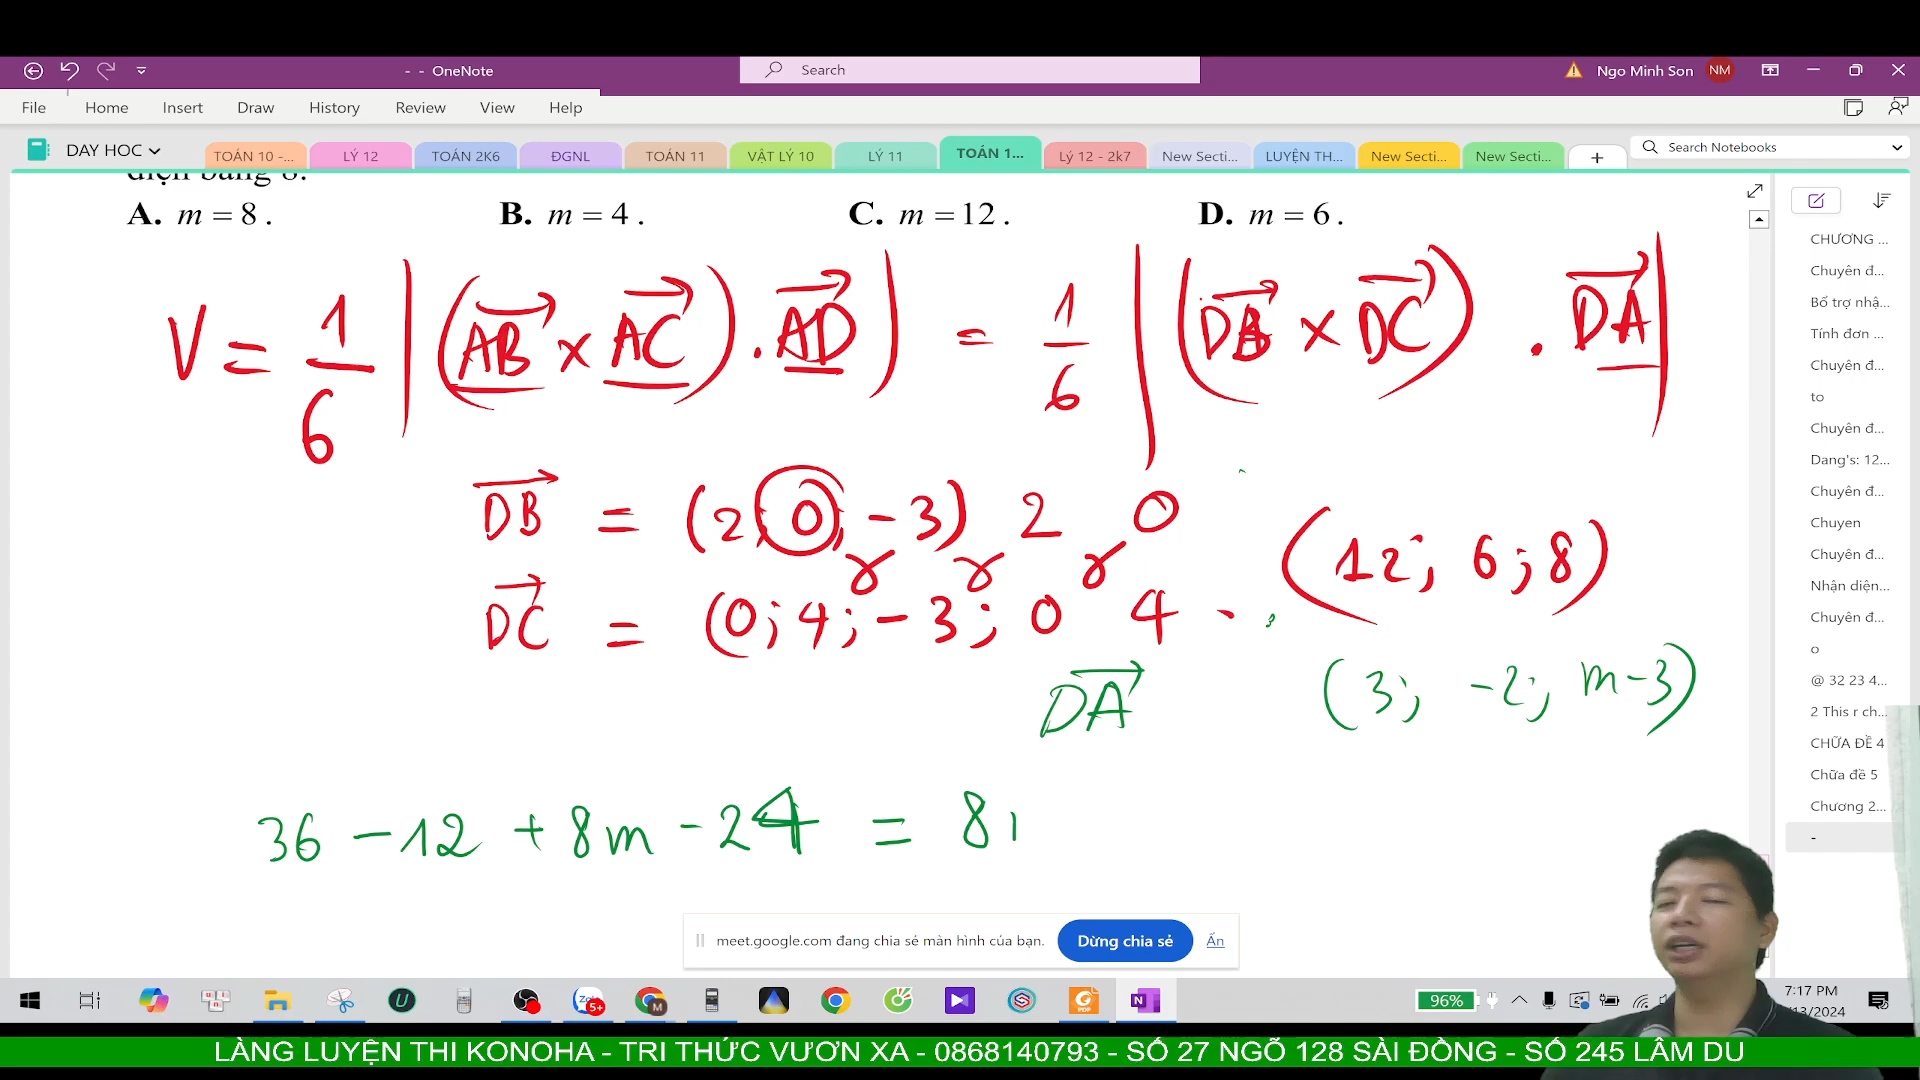 - - OneNote
Search
Ngo Minh Son NM
File Home Insert Draw History Review View Help
DAY HOC
TOÁN 10 -... LÝ 12 TOÁN 2K6 ĐGNL TOÁN 11 VẬT LÝ 10 LÝ 11 TOÁN 1... Lý 12 - 2k7 New Secti... LUYỆN TH... New Secti... New Secti... +
Search Notebooks
diện bằng 8.
A. m = 8 . B. m = 4 . C. m = 12 . D. m = 6 .
V = 1/6 |(AB x AC) . AD| = 1/6 |(DB x DC) . DA|
DB = (2; 0; -3) 2 0
(12; 6; 8)
DC = (0; 4; -3; 0 4
DA (3; -2; m-3)
36 - 12 + 8m - 24 = 8
CHƯƠNG ...
Chuyên đ...
Bổ trợ nhậ...
Tính đơn ...
Chuyên đ...
to
Chuyên đ...
Dang's: 12...
Chuyên đ...
Chuyen
Chuyên đ...
Nhận diện...
Chuyên đ...
o
@ 32 23 4...
2 This r ch...
CHỮA ĐỀ 4
Chữa đề 5
Chương 2...
-
meet.google.com đang chia sẻ màn hình của bạn. Dừng chia sẻ Ẩn
96%
7:17 PM
/13/2024
LÀNG LUYỆN THI KONOHA - TRI THỨC VƯƠN XA - 0868140793 - SỐ 27 NGÕ 128 SÀI ĐỒNG - SỐ 245 LÂM DU